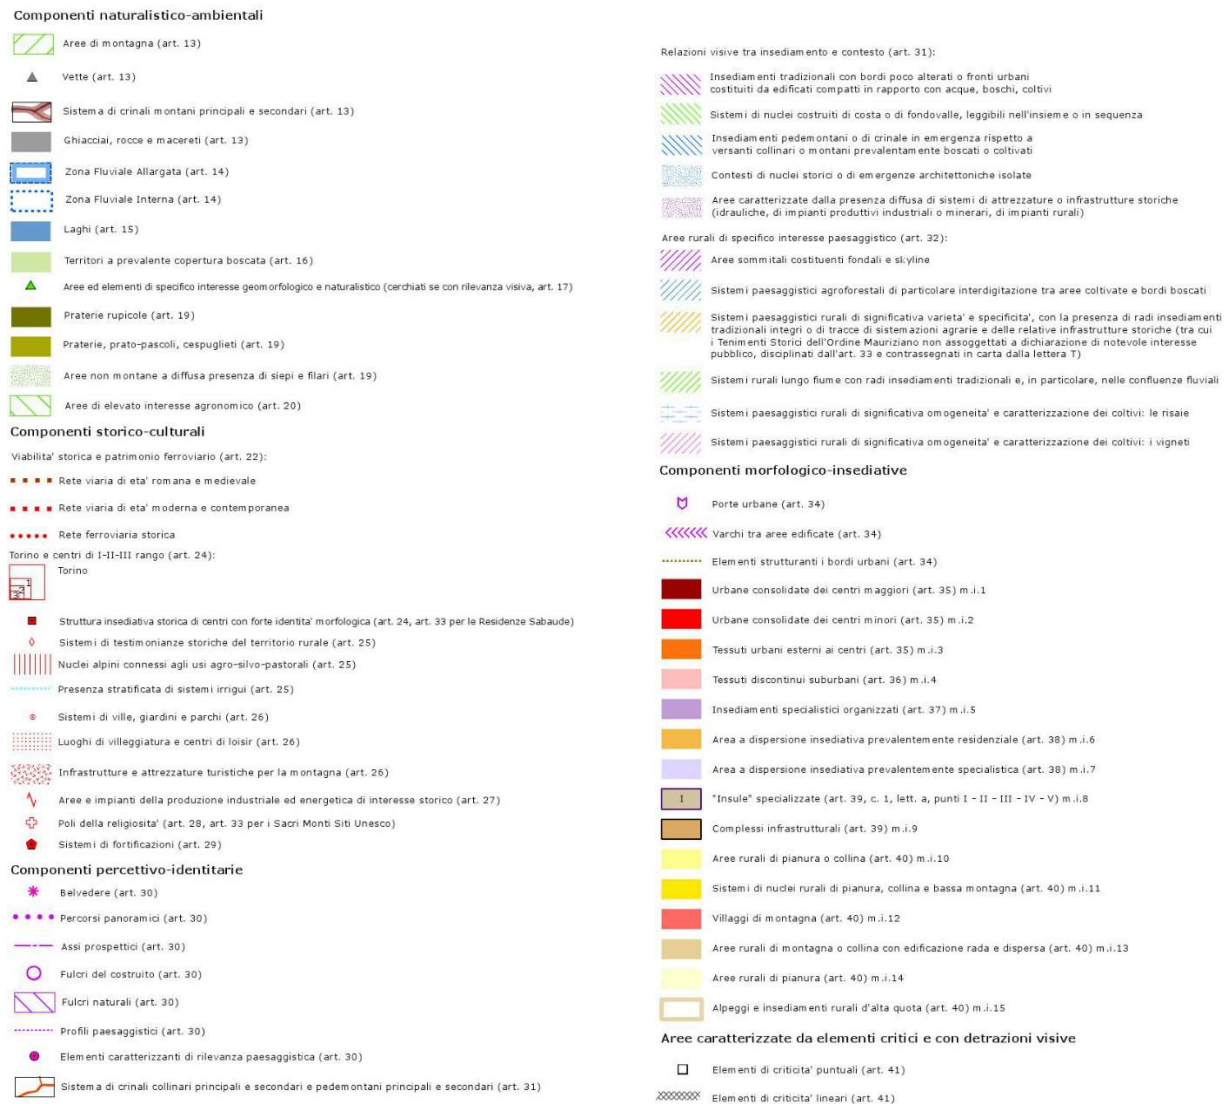 Componenti naturalistico-ambientali
Aree di montagna (art. 13)
Vette (art. 13)
Sistema di crinali montani principali e secondari (art. 13)
Ghiacciai, rocce e macereti (art. 13)
Zona Fluviale Allargata (art. 14)
Zona Fluviale Interna (art. 14)
Laghi (art. 15)
Territori a prevalente copertura boscata (art. 16)
Aree ed elementi di specifico interesse geomorfologico e naturalistico (cerchiati se con rilevanza visiva, art. 17)
Praterie rupicole (art. 19)
Praterie, prato-pascoli, cespuglieti (art. 19)
Aree non montane a diffusa presenza di siepi e filari (art. 19)
Aree di elevato interesse agronomico (art. 20)
Componenti storico-culturali
Viabilita' storica e patrimonio ferroviario (art. 22):
Rete viaria di eta' romana e medievale
Rete viaria di eta' moderna e contemporanea
Rete ferroviaria storica
Torino e centri di I-II-III rango (art. 24):
Torino
1
2
3
Struttura insediativa storica di centri con forte identita' morfologica (art. 24, art. 33 per le Residenze Sabaude)
Sistemi di testimonianze storiche del territorio rurale (art. 25)
Nuclei alpini connessi agli usi agro-silvo-pastorali (art. 25)
Presenza stratificata di sistemi irrigui (art. 25)
Sistemi di ville, giardini e parchi (art. 26)
Luoghi di villeggiatura e centri di loisir (art. 26)
Infrastrutture e attrezzature turistiche per la montagna (art. 26)
Aree e impianti della produzione industriale ed energetica di interesse storico (art. 27)
Poli della religiosita' (art. 28, art. 33 per i Sacri Monti Siti Unesco)
Sistemi di fortificazioni (art. 29)
Componenti percettivo-identitarie
Belvedere (art. 30)
Percorsi panoramici (art. 30)
Assi prospettici (art. 30)
Fulcri del costruito (art. 30)
Fulcri naturali (art. 30)
Profili paesaggistici (art. 30)
Elementi caratterizzanti di rilevanza paesaggistica (art. 30)
Sistema di crinali collinari principali e secondari e pedemontani principali e secondari (art. 31)
Relazioni visive tra insediamento e contesto (art. 31):
Insediamenti tradizionali con bordi poco alterati o fronti urbani
costituiti da edificati compatti in rapporto con acque, boschi, coltivi
Sistemi di nuclei costruiti di costa o di fondovalle, leggibili nell'insieme o in sequenza
Insediamenti pedemontani o di crinale in emergenza rispetto a
versanti collinari o montani prevalentamente boscati o coltivati
Contesti di nuclei storici o di emergenze architettoniche isolate
Aree caratterizzate dalla presenza diffusa di sistemi di attrezzature o infrastrutture storiche
(idrauliche, di impianti produttivi industriali o minerari, di impianti rurali)
Aree rurali di specifico interesse paesaggistico (art. 32):
Aree sommitali costituenti fondali e skyline
Sistemi paesaggistici agroforestali di particolare interdigitazione tra aree coltivate e bordi boscati
Sistemi paesaggistici rurali di significativa varieta' e specificita', con la presenza di radi insediamenti
tradizionali integri o di tracce di sistemazioni agrarie e delle relative infrastrutture storiche (tra cui
i Tenimenti Storici dell'Ordine Mauriziano non assoggettati a dichiarazione di notevole interesse
pubblico, disciplinati dall'art. 33 e contrassegnati in carta dalla lettera T)
Sistemi rurali lungo fiume con radi insediamenti tradizionali e, in particolare, nelle confluenze fluviali
Sistemi paesaggistici rurali di significativa omogeneita' e caratterizzazione dei coltivi: le risaie
Sistemi paesaggistici rurali di significativa omogeneita' e caratterizzazione dei coltivi: i vigneti
Componenti morfologico-insediative
Porte urbane (art. 34)
Varchi tra aree edificate (art. 34)
Elementi strutturanti i bordi urbani (art. 34)
Urbane consolidate dei centri maggiori (art. 35) m.i.1
Urbane consolidate dei centri minori (art. 35) m.i.2
Tessuti urbani esterni ai centri (art. 35) m.i.3
Tessuti discontinui suburbani (art. 36) m.i.4
Insediamenti specialistici organizzati (art. 37) m.i.5
Area a dispersione insediativa prevalentemente residenziale (art. 38) m.i.6
Area a dispersione insediativa prevalentemente specialistica (art. 38) m.i.7
1 "Insule" specializzate (art. 39, c. 1, lett. a, punti I - II - III - IV - V) m.i.8
Complessi infrastrutturali (art. 39) m.i.9
Aree rurali di pianura o collina (art. 40) m.i.10
Sistemi di nuclei rurali di pianura, collina e bassa montagna (art. 40) m.i.11
Villaggi di montagna (art. 40) m.i.12
Aree rurali di montagna o collina con edificazione rada e dispersa (art. 40) m.i.13
Aree rurali di pianura (art. 40) m.i.14
Alpeggi e insediamenti rurali d'alta quota (art. 40) m.i.15
Aree caratterizzate da elementi critici e con detrazioni visive
Elementi di criticita' puntuali (art. 41)
Elementi di criticita' lineari (art. 41)